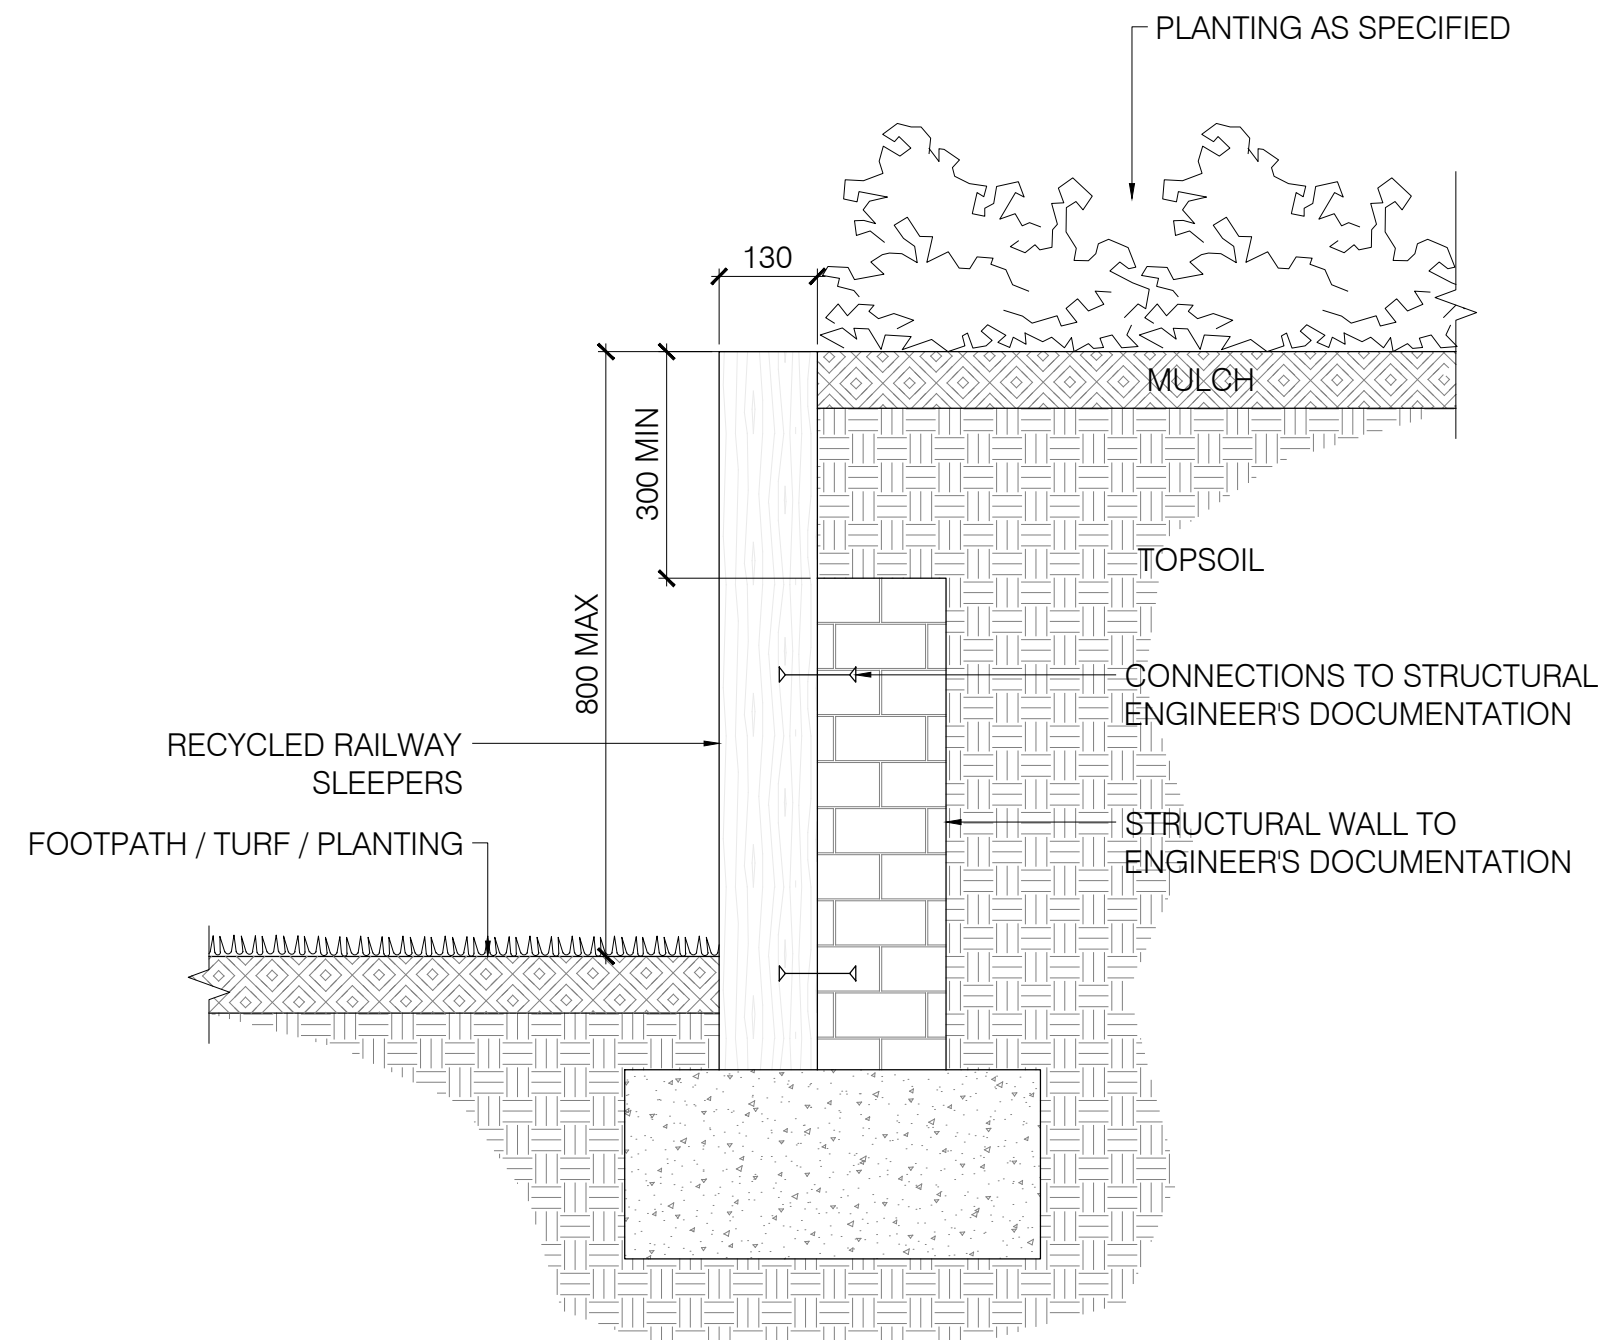 PLANTING AS SPECIFIED
130
MULCH
300 MIN
TOPSOIL
800 MAX
CONNECTIONS TO STRUCTURAL
ENGINEER'S DOCUMENTATION
RECYCLED RAILWAY
SLEEPERS
STRUCTURAL WALL TO
ENGINEER'S DOCUMENTATION
FOOTPATH / TURF / PLANTING